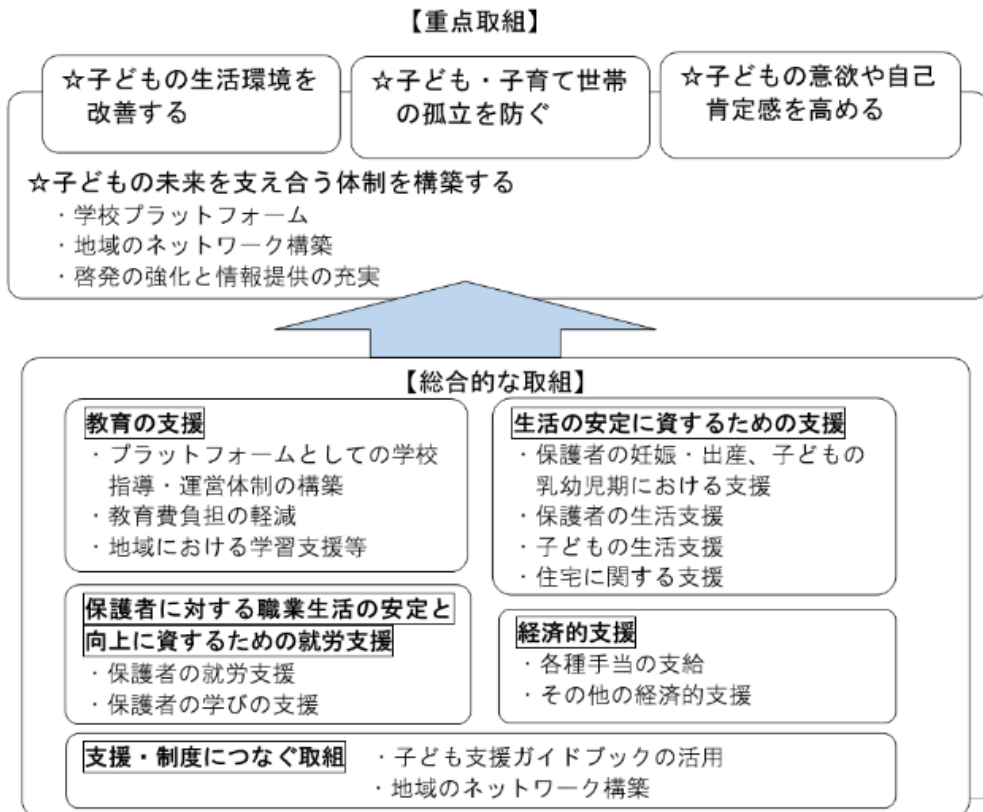 【重点取組】
☆子どもの生活環境を
改善する
☆子ども・子育て世帯
の孤立を防ぐ
☆子どもの意欲や自己
肯定感を高める
☆子どもの未来を支え合う体制を構築する
・学校プラットフォーム
・地域のネットワーク構築
・啓発の強化と情報提供の充実
【総合的な取組】
教育の支援
・プラットフォームとしての学校
指導・運営体制の構築
・教育費負担の軽減
・地域における学習支援等
生活の安定に資するための支援
・保護者の妊娠・出産、子どもの
乳幼児期における支援
・保護者の生活支援
・子どもの生活支援
・住宅に関する支援
保護者に対する職業生活の安定と
向上に資するための就労支援
・保護者の就労支援
・保護者の学びの支援
経済的支援
・各種手当の支給
・その他の経済的支援
支援・制度につなぐ取組 ・子ども支援ガイドブックの活用
・地域のネットワーク構築